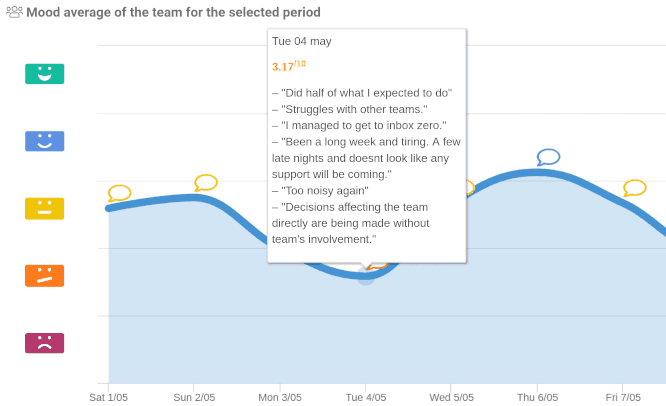 Mood average of the team for the selected period
Tue 04 may
3.17/10
– "Did half of what I expected to do"
– "Struggles with other teams."
– "I managed to get to inbox zero."
– "Been a long week and tiring. A few
late nights and doesnt look like any
support will be coming."
– "Too noisy again"
– "Decisions affecting the team
directly are being made without
team's involvement."
Sat 1/05
Sun 2/05
Mon 3/05
Tue 4/05
Wed 5/05
Thu 6/05
Fri 7/05